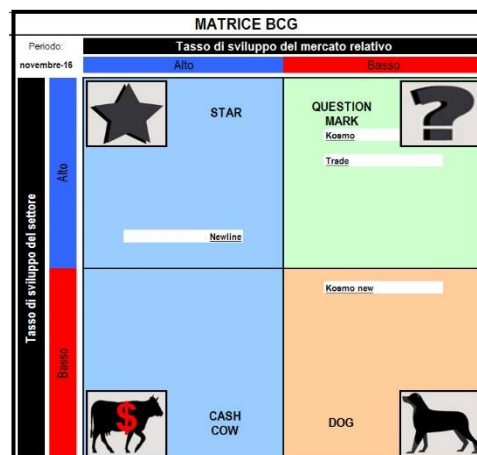 MATRICE BCG
Periodo:
Tasso di sviluppo del mercato relativo
novembre-16
Alto
Basso
Tasso di sviluppo del settore
Alto
STAR
QUESTION
MARK
Kosmo
Trade
Newline
Basso
Kosmo new
$
CASH
COW
DOG